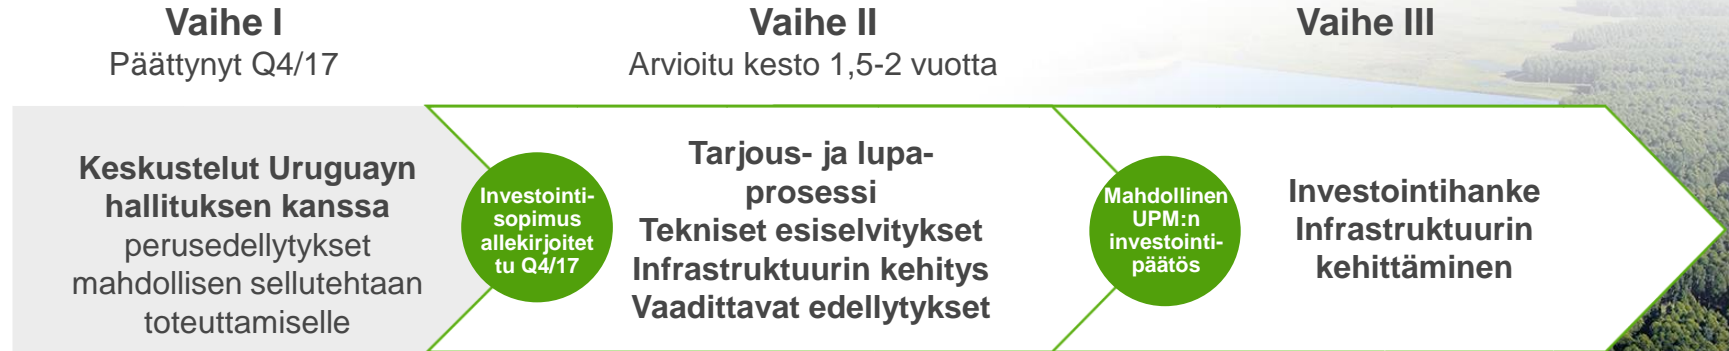 Vaihe I
Päättynyt Q4/17
Vaihe II
Arvioitu kesto 1,5-2 vuotta
Vaihe III
Keskustelut Uruguayn
hallituksen kanssa
perusedellytykset
mahdollisen sellutehtaan
toteuttamiselle
Investointi-
sopimus
allekirjoitet
tu Q4/17
Tarjous- ja lupa-
prosessi
Tekniset esiselvitykset
Infrastruktuurin kehitys
Vaadittavat edellytykset
Mahdollinen
UPM:n
investointi-
päätös
Investointihanke
Infrastruktuurin
kehittäminen